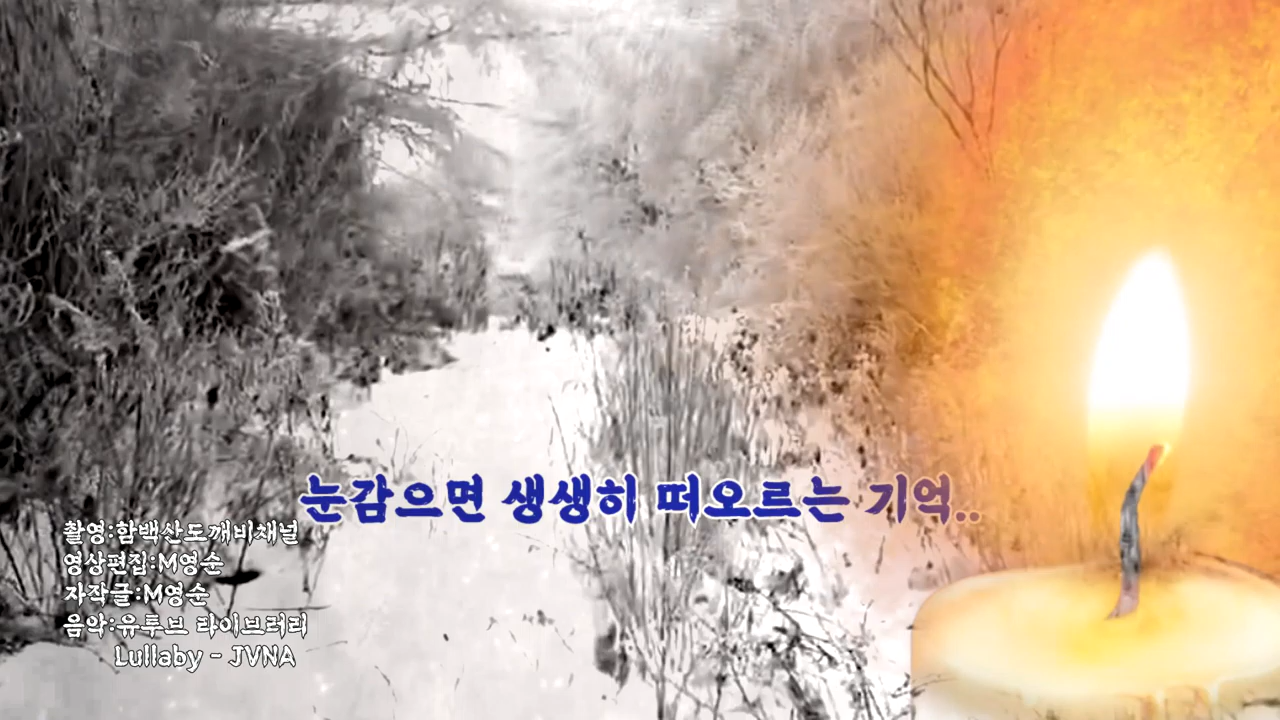 눈감으면 생생히 떠오르는 기억..
촬영:함백산도깨비채널
영상편집:M영순
자작글:M영순
음악:유투브 라이브러리
Lullaby - JVNA